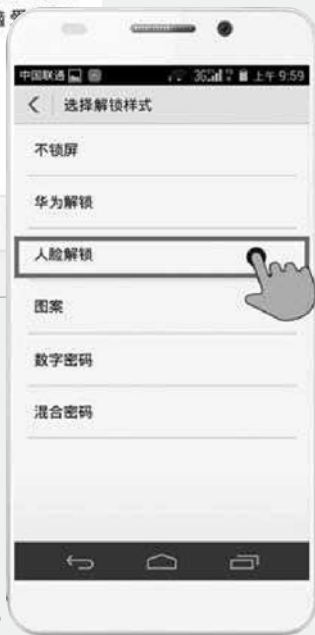 中国联通 3G 上午9:59
选择解锁样式
不锁屏
华为解锁
人脸解锁
图案
数字密码
混合密码